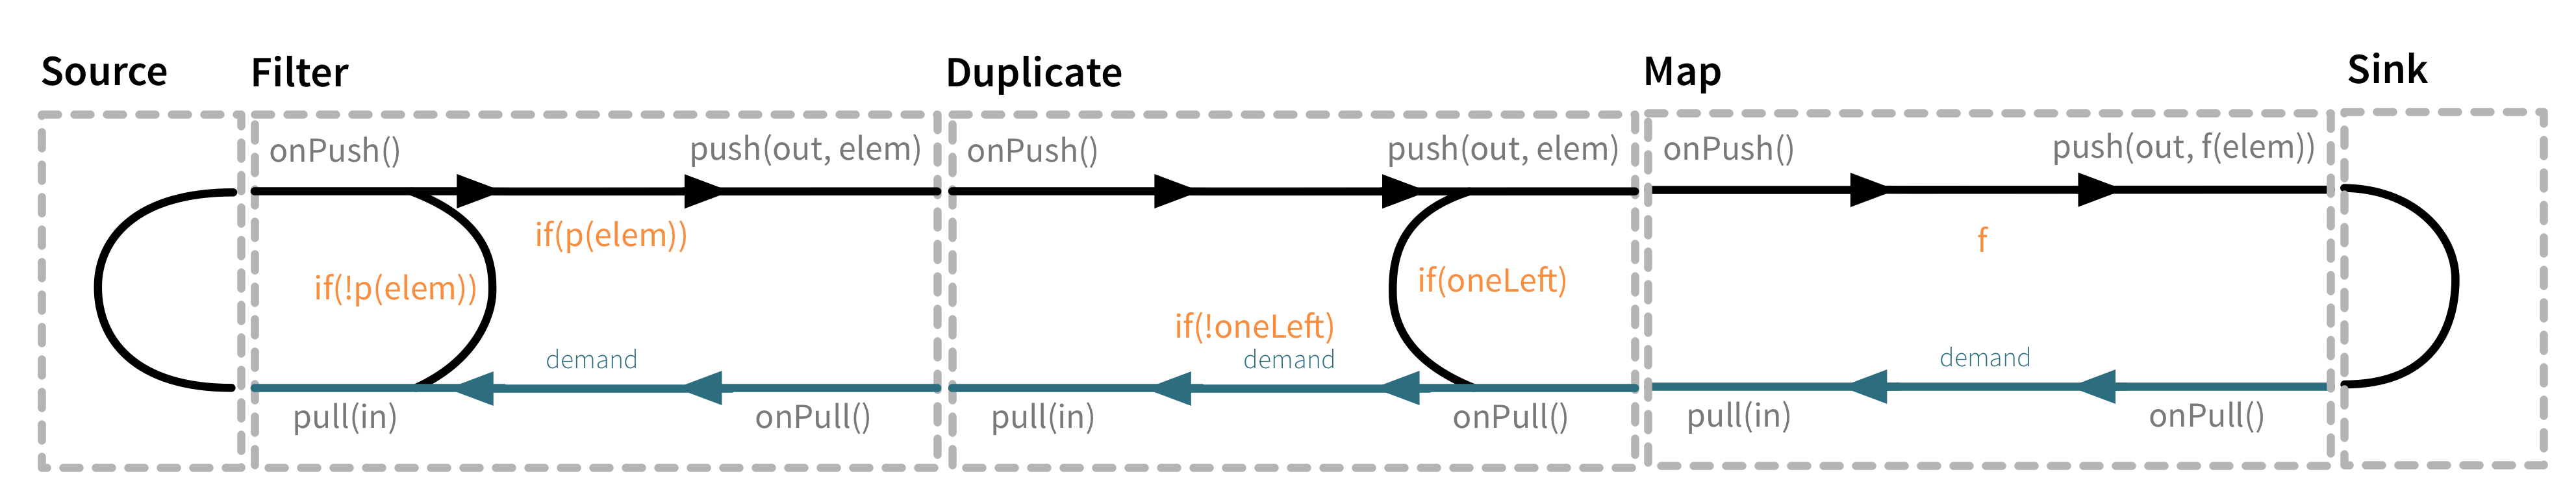 Source
Filter
Duplicate
Map
Sink
onPush()
push(out, elem)
onPush()
push(out, elem)
onPush()
push(out, f(elem))
if(p(elem))
f
if(!p(elem))
if(oneLeft)
if(!oneLeft)
demand
demand
demand
pull(in)
onPull()
pull(in)
onPull()
pull(in)
onPull()